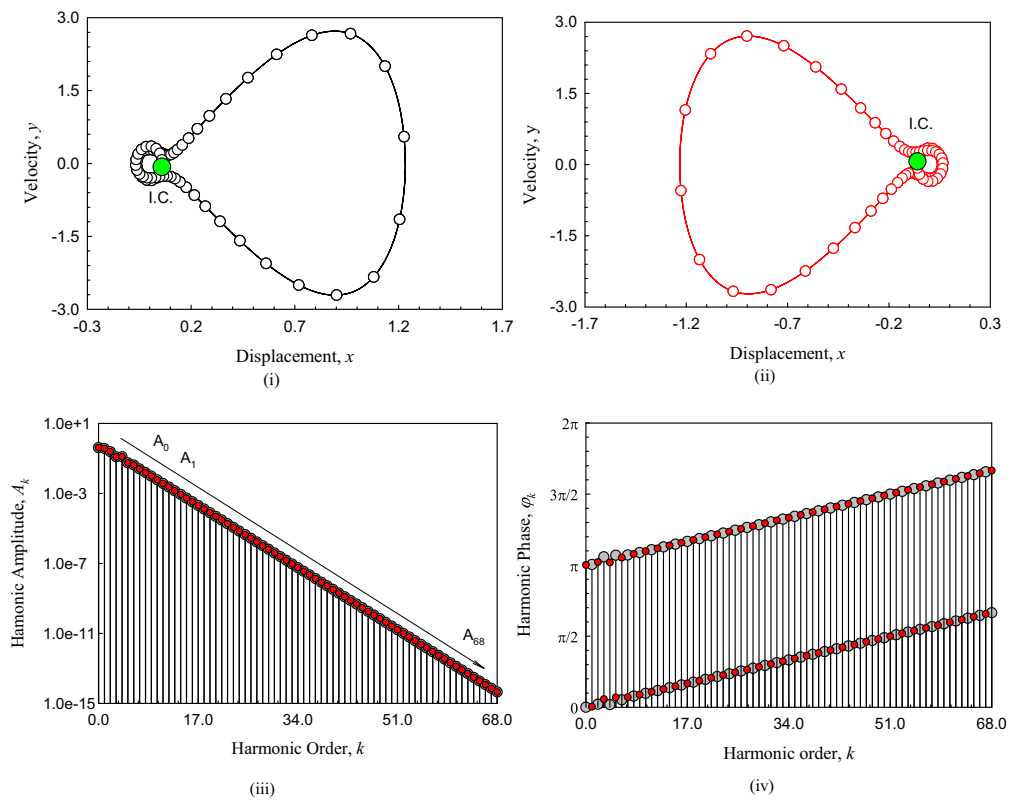 3.0
1.5
0.0
-1.5
-3.0
Velocity, y
I.C.
-0.3 0.2 0.7 1.2 1.7
Displacement, x
(i)
3.0
1.5
0.0
-1.5
-3.0
Velocity, y
I.C.
-1.7 -1.2 -0.7 -0.2 0.3
Displacement, x
(ii)
1.0e+1
1.0e-3
1.0e-7
1.0e-11
1.0e-15
Hamonic Amplitude, Ak
A0
A1
A68
0.0 17.0 34.0 51.0 68.0
Harmonic Order, k
(iii)
2π
3π/2
π
π/2
0
Harmonic Phase, φk
0.0 17.0 34.0 51.0 68.0
Harmonic order, k
(iv)